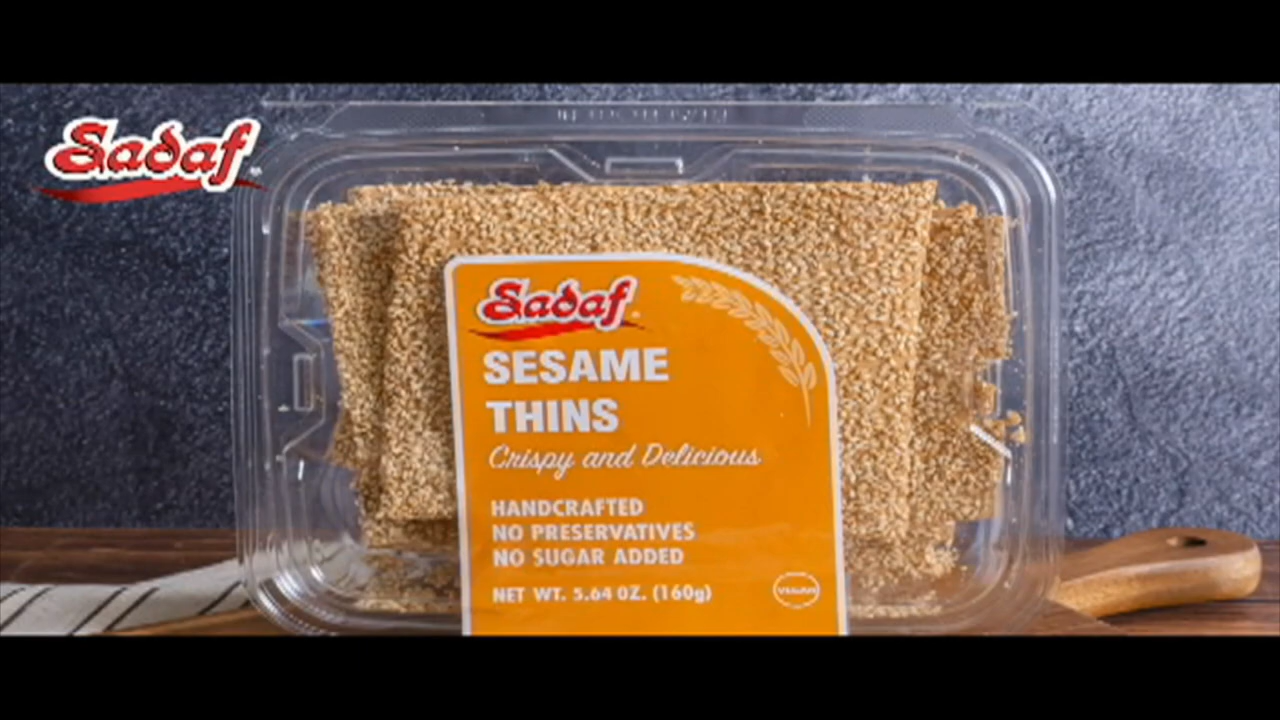 Sadaf
Sadaf
SESAME
THINS
Crispy and Delicious
HANDCRAFTED
NO PRESERVATIVES
NO SUGAR ADDED
NET WT. 5.64 OZ. (160g)
VEGAN